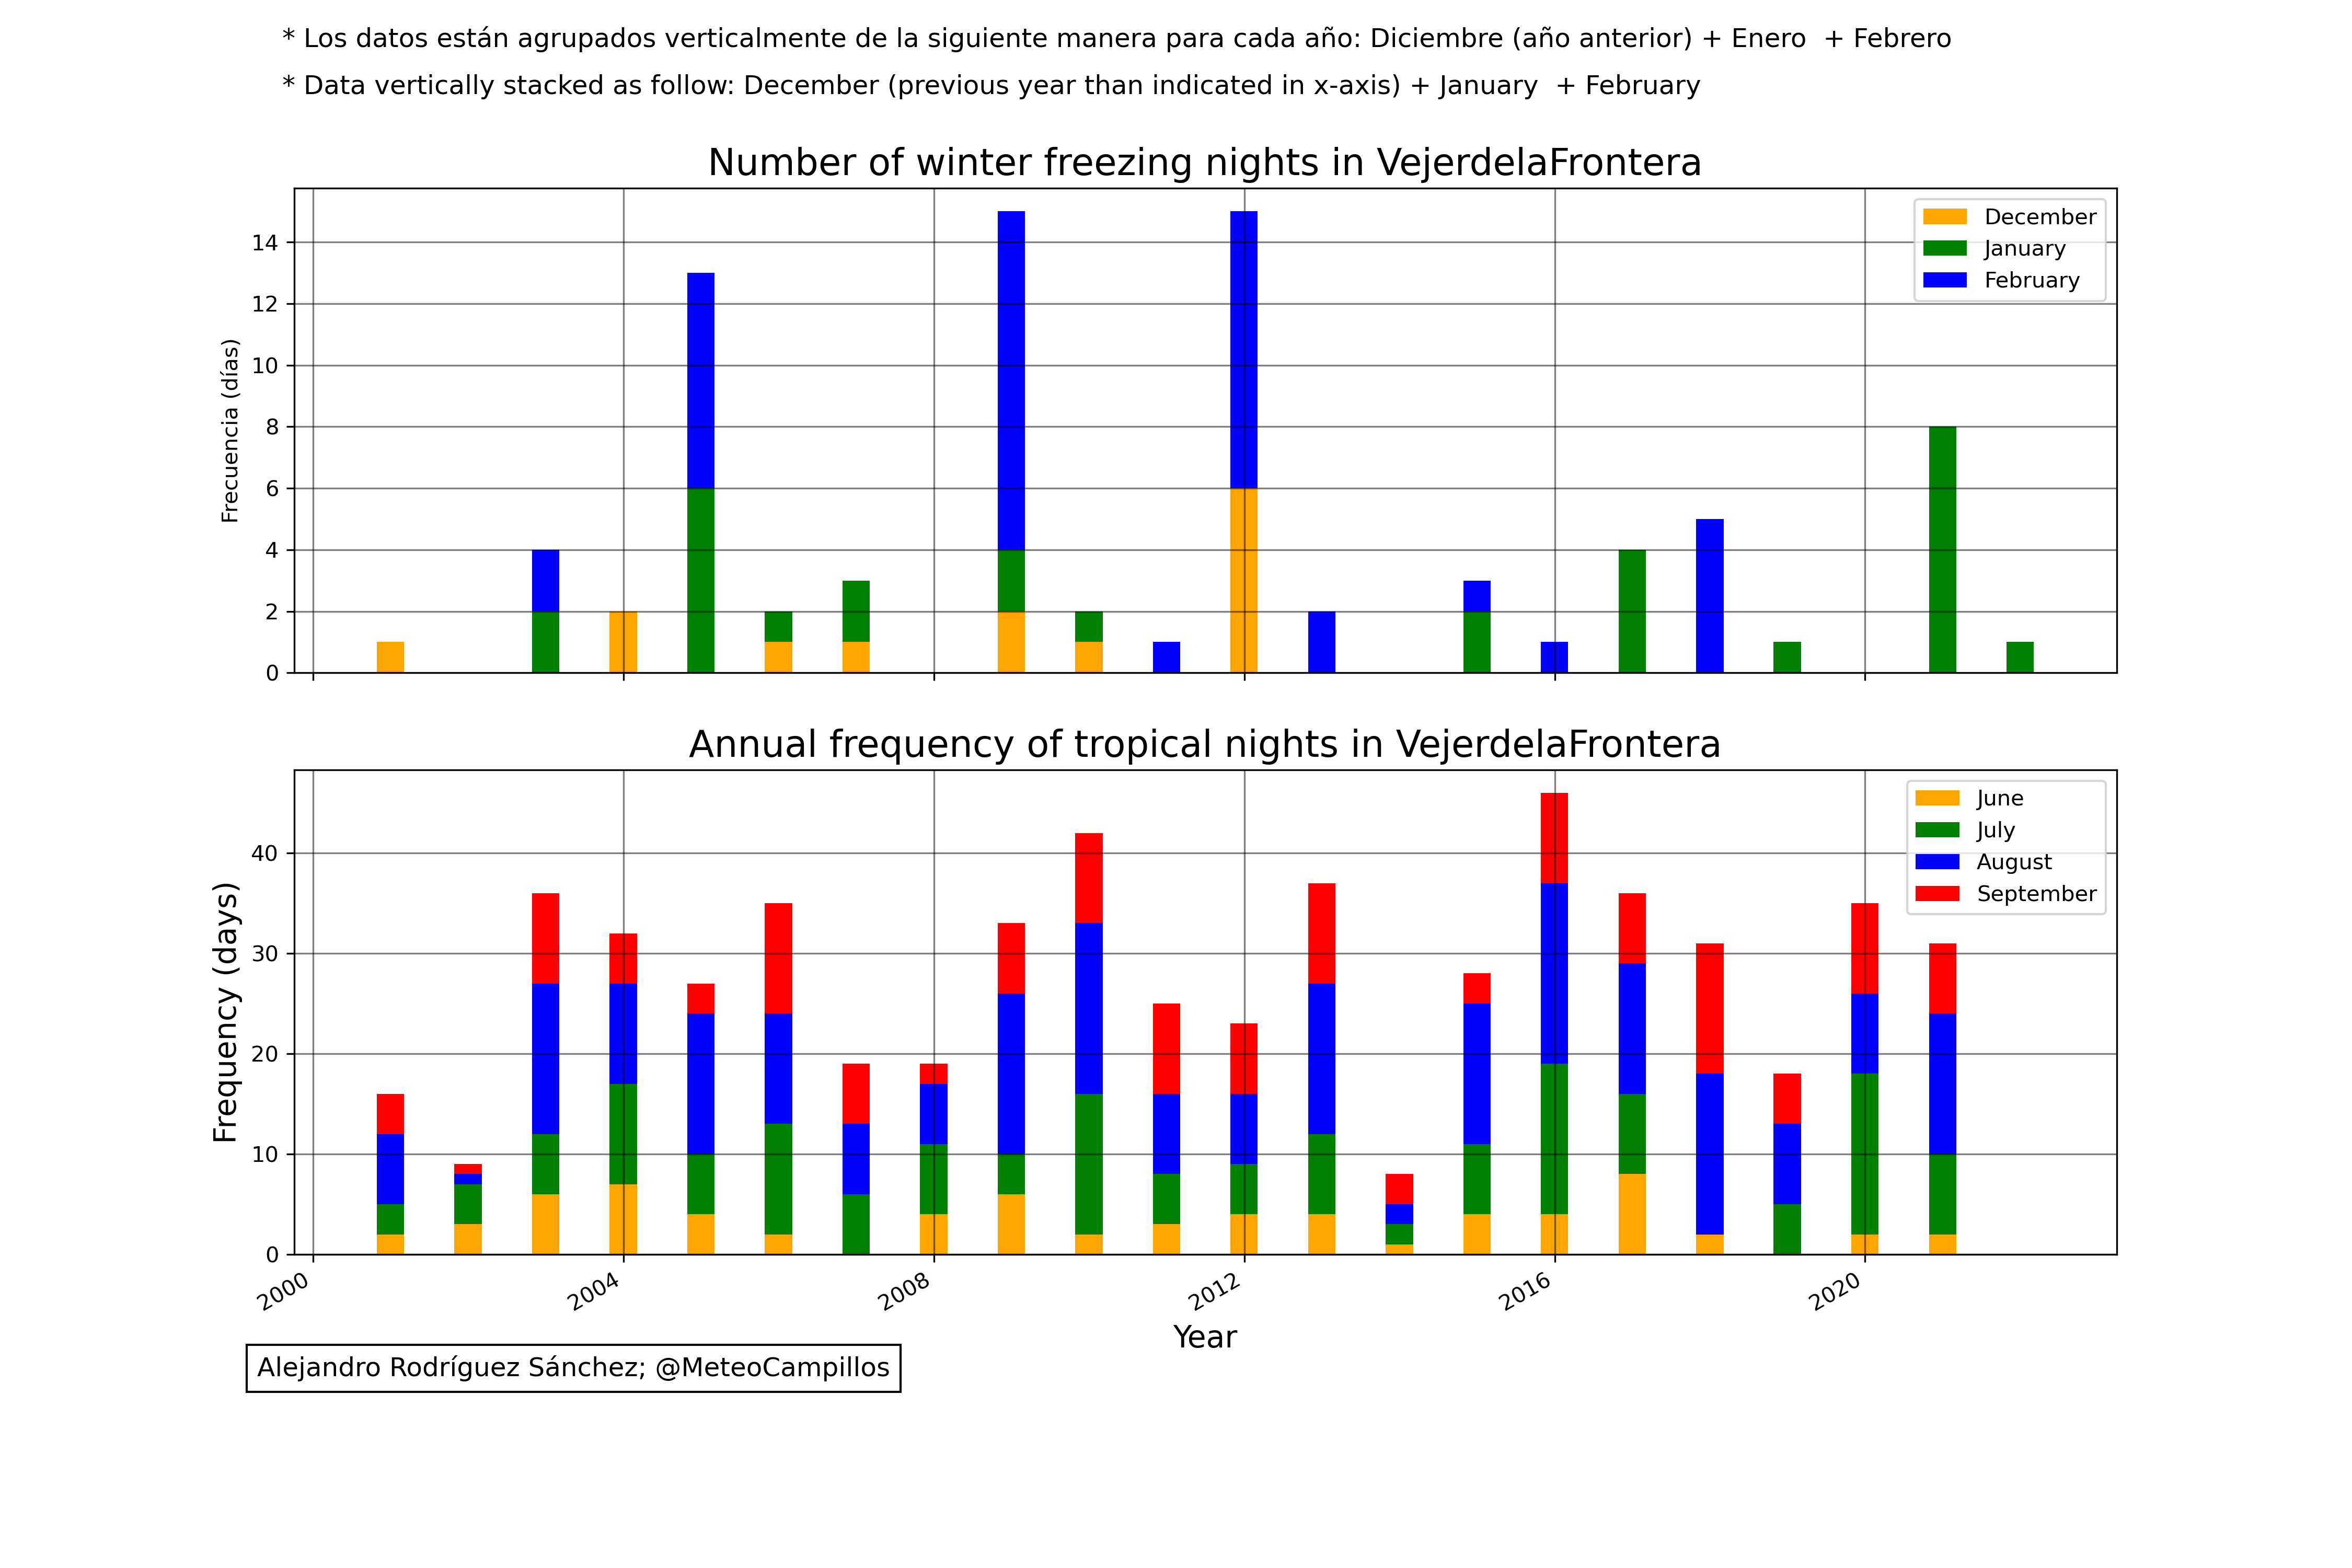 * Los datos están agrupados verticalmente de la siguiente manera para cada año: Diciembre (año anterior) + Enero  + Febrero
* Data vertically stacked as follow: December (previous year than indicated in x-axis) + January  + February
Number of winter freezing nights in VejerdelaFrontera
Frecuencia (días)
14
12
10
8
6
4
2
0
December
January
February
Annual frequency of tropical nights in VejerdelaFrontera
Frequency (days)
40
30
20
10
0
June
July
August
September
2000
2004
2008
2012
2016
2020
Year
Alejandro Rodríguez Sánchez; @MeteoCampillos